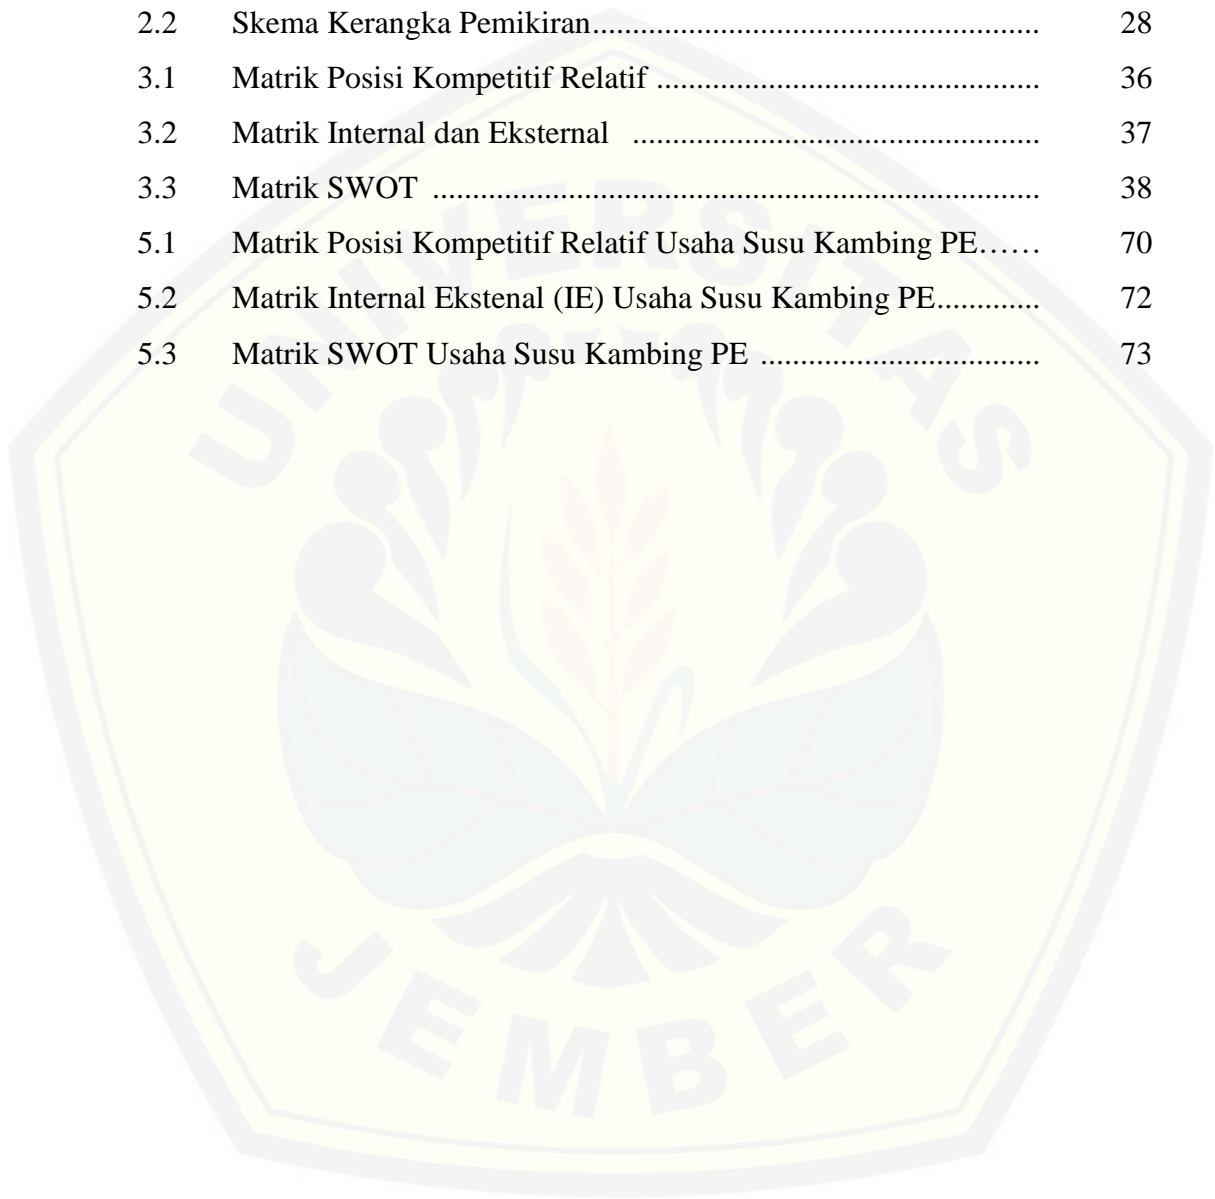 2.2 Skema Kerangka Pemikiran............................................... 28
3.1 Matrik Posisi Kompetitif Relatif ........................................ 36
3.2 Matrik Internal dan Eksternal ........................................... 37
3.3 Matrik SWOT ................................................................ 38
5.1 Matrik Posisi Kompetitif Relatif Usaha Susu Kambing PE…… 70
5.2 Matrik Internal Ekstenal (IE) Usaha Susu Kambing PE........... 72
5.3 Matrik SWOT Usaha Susu Kambing PE ............................. 73
UNIVERSITAS
JEMBER